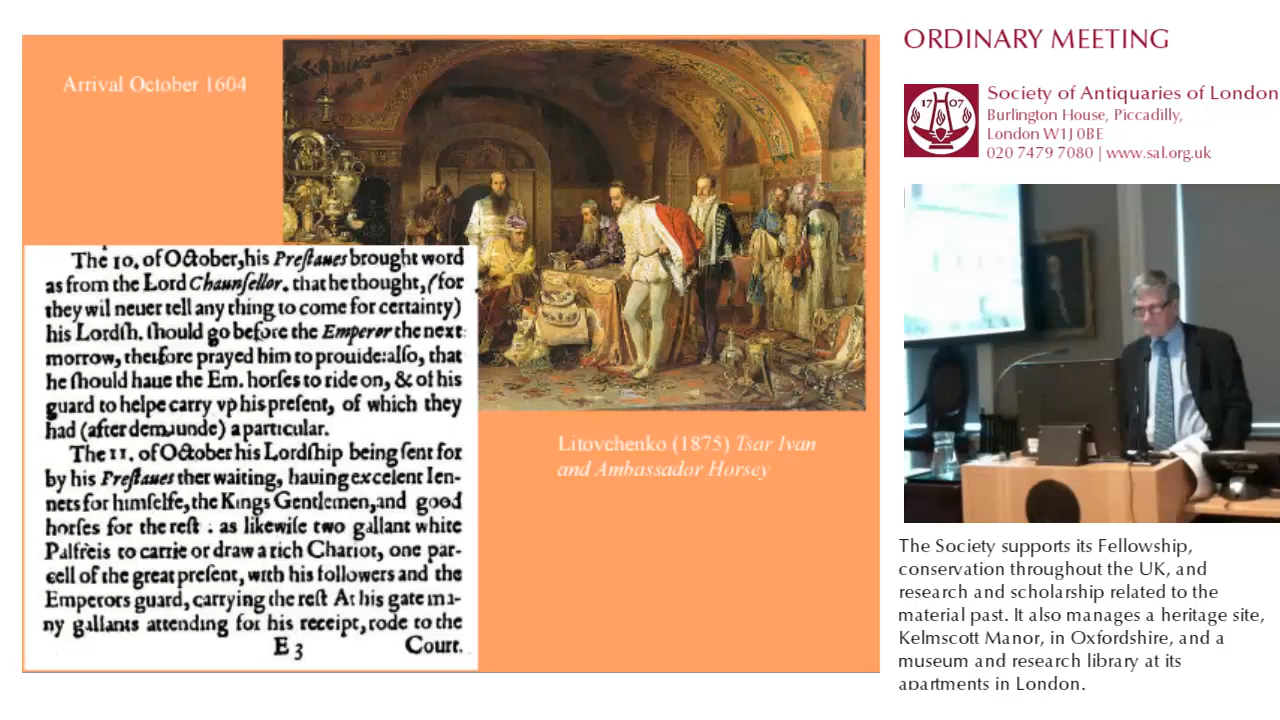 Arrival October 1604
The 10. of October, his Preſtaues brought word
as from the Lord Chaunſellor. that he thought, (for
they wil neuer tell any thing to come for certainty)
his Lordſh. ſhould go before the Emperor the next
morrow, therfore prayed him to prouide: alſo, that
he ſhould haue the Em. horſes to ride on, & of his
guard to helpe carry vp his preſent, of which they
had (after demaunde) a particular.
The 11. of October his Lordſhip being ſent for
by his Preſtaues ther waiting, hauing excelent Ien-
nets for himſelfe, the Kings Gentlemen, and good
horſes for the reſt : as likewiſe two gallant white
Palfreis to carrie or draw a rich Chariot, one par-
cell of the great preſent, with his followers and the
Emperors guard, carrying the reſt At his gate ma-
ny gallants attending for his receipt, rode to the
E 3 Court.
Litovchenko (1875) Tsar Ivan
and Ambassador Horsey
ORDINARY MEETING
1707
Society of Antiquaries of London
Burlington House, Piccadilly,
London W1J 0BE
020 7479 7080 | www.sal.org.uk
The Society supports its Fellowship,
conservation throughout the UK, and
research and scholarship related to the
material past. It also manages a heritage site,
Kelmscott Manor, in Oxfordshire, and a
museum and research library at its
apartments in London.